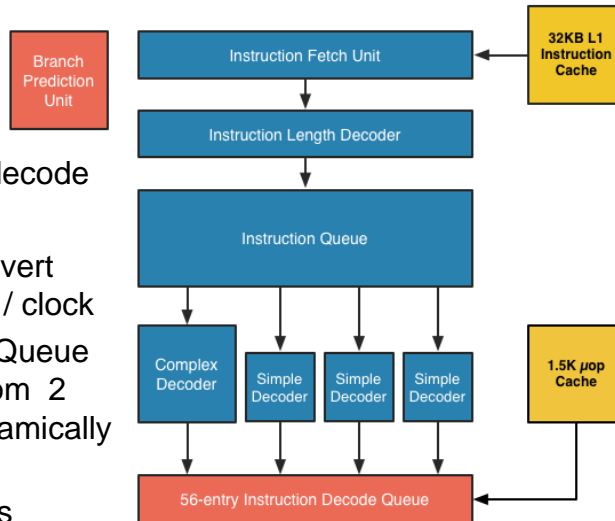 Branch
Prediction
Unit
Instruction Fetch Unit
32KB L1
Instruction
Cache
Instruction Length Decoder
decode
Instruction Queue
vert
/ clock
Queue
om 2
amically
s
Complex
Decoder
Simple
Decoder
Simple
Decoder
Simple
Decoder
1.5K µop
Cache
56-entry Instruction Decode Queue